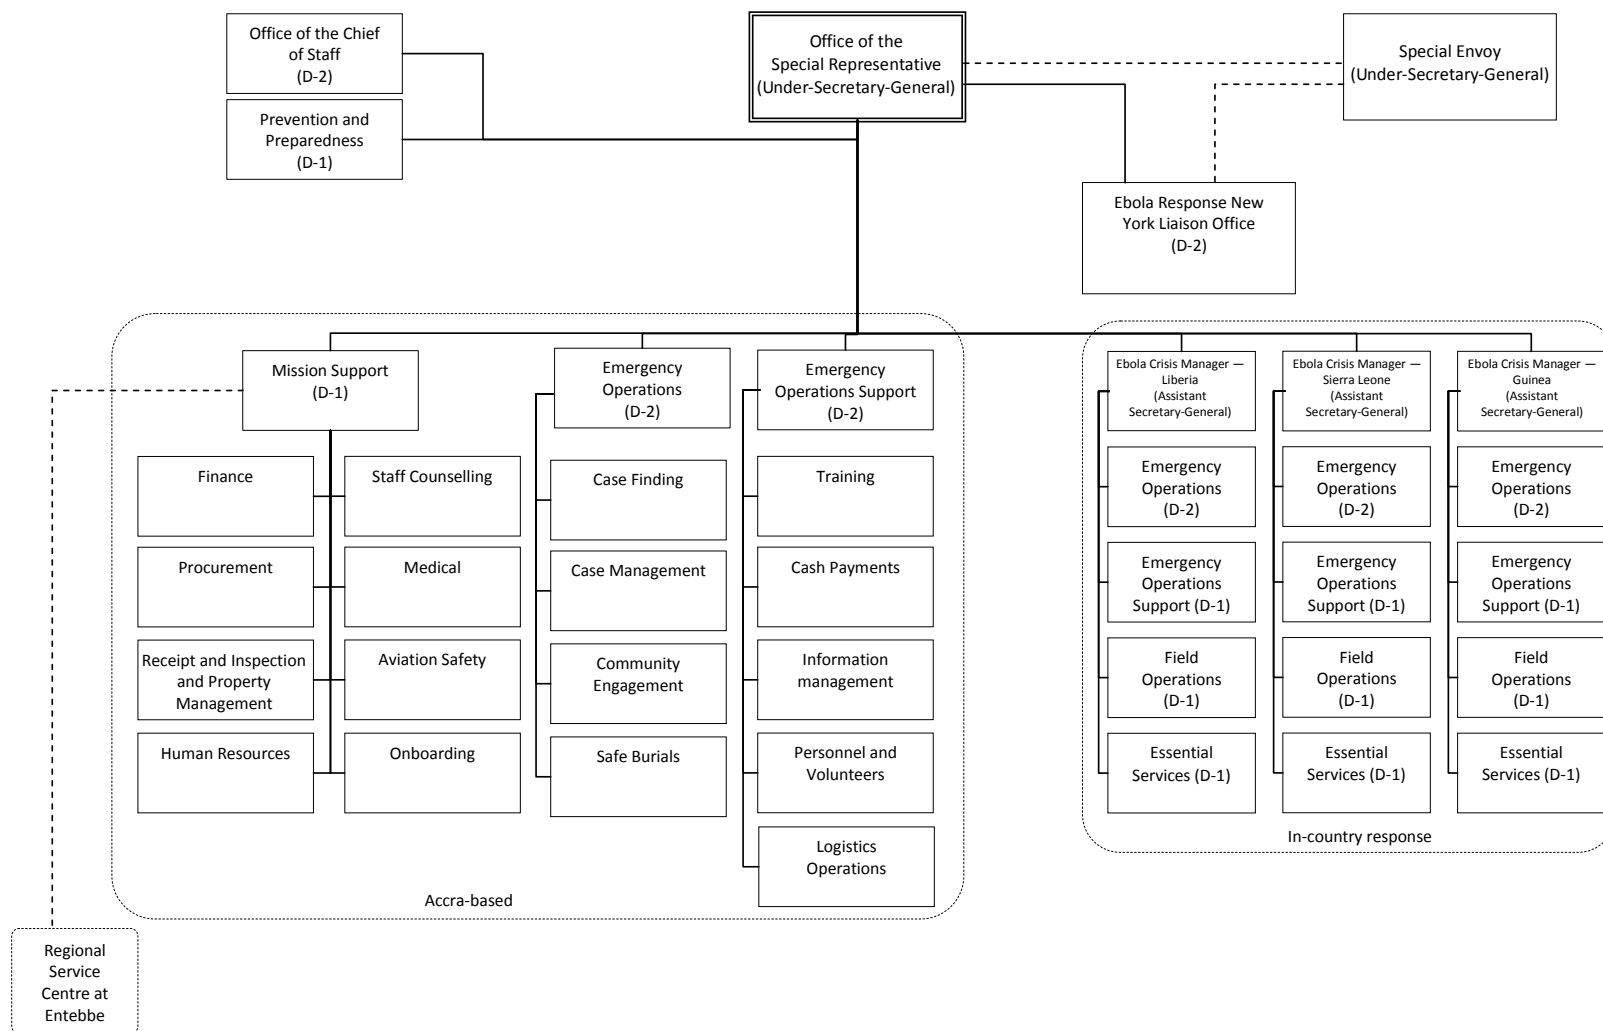 Office of the Chief
of Staff
(D-2)
Prevention and
Preparedness
(D-1)
Office of the
Special Representative
(Under-Secretary-General)
Special Envoy
(Under-Secretary-General)
Ebola Response New
York Liaison Office
(D-2)
Mission Support
(D-1)
Finance
Staff Counselling
Procurement
Medical
Receipt and Inspection
and Property
Management
Aviation Safety
Human Resources
Onboarding
Emergency
Operations
(D-2)
Case Finding
Case Management
Community
Engagement
Safe Burials
Emergency
Operations Support
(D-2)
Training
Cash Payments
Information
management
Personnel and
Volunteers
Logistics
Operations
Accra-based
Ebola Crisis Manager —
Liberia
(Assistant
Secretary-General)
Emergency
Operations
(D-2)
Emergency
Operations
Support (D-1)
Field
Operations
(D-1)
Essential
Services (D-1)
Ebola Crisis Manager —
Sierra Leone
(Assistant
Secretary-General)
Emergency
Operations
(D-2)
Emergency
Operations
Support (D-1)
Field
Operations
(D-1)
Essential
Services (D-1)
Ebola Crisis Manager —
Guinea
(Assistant
Secretary-General)
Emergency
Operations
(D-2)
Emergency
Operations
Support (D-1)
Field
Operations
(D-1)
Essential
Services (D-1)
In-country response
Regional
Service
Centre at
Entebbe